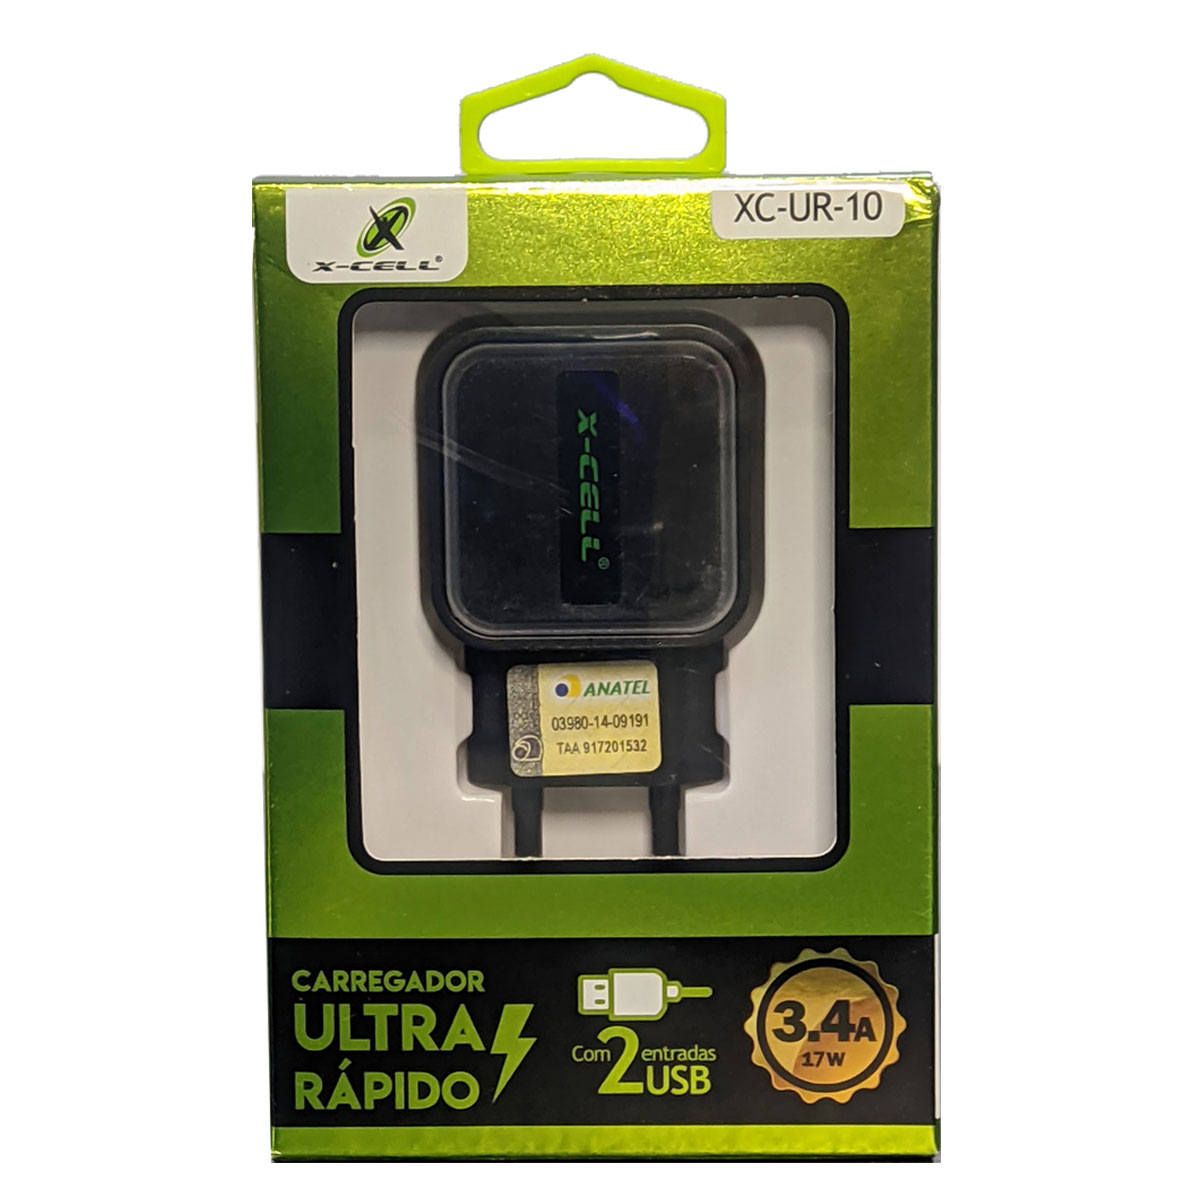 X-CELL®
XC-UR-10
X-CELL®
ANATEL
03980-14-09191
TAA 917201532
CARREGADOR
ULTRA
RÁPIDO
Com 2 entradas
USB
3.4A
17W